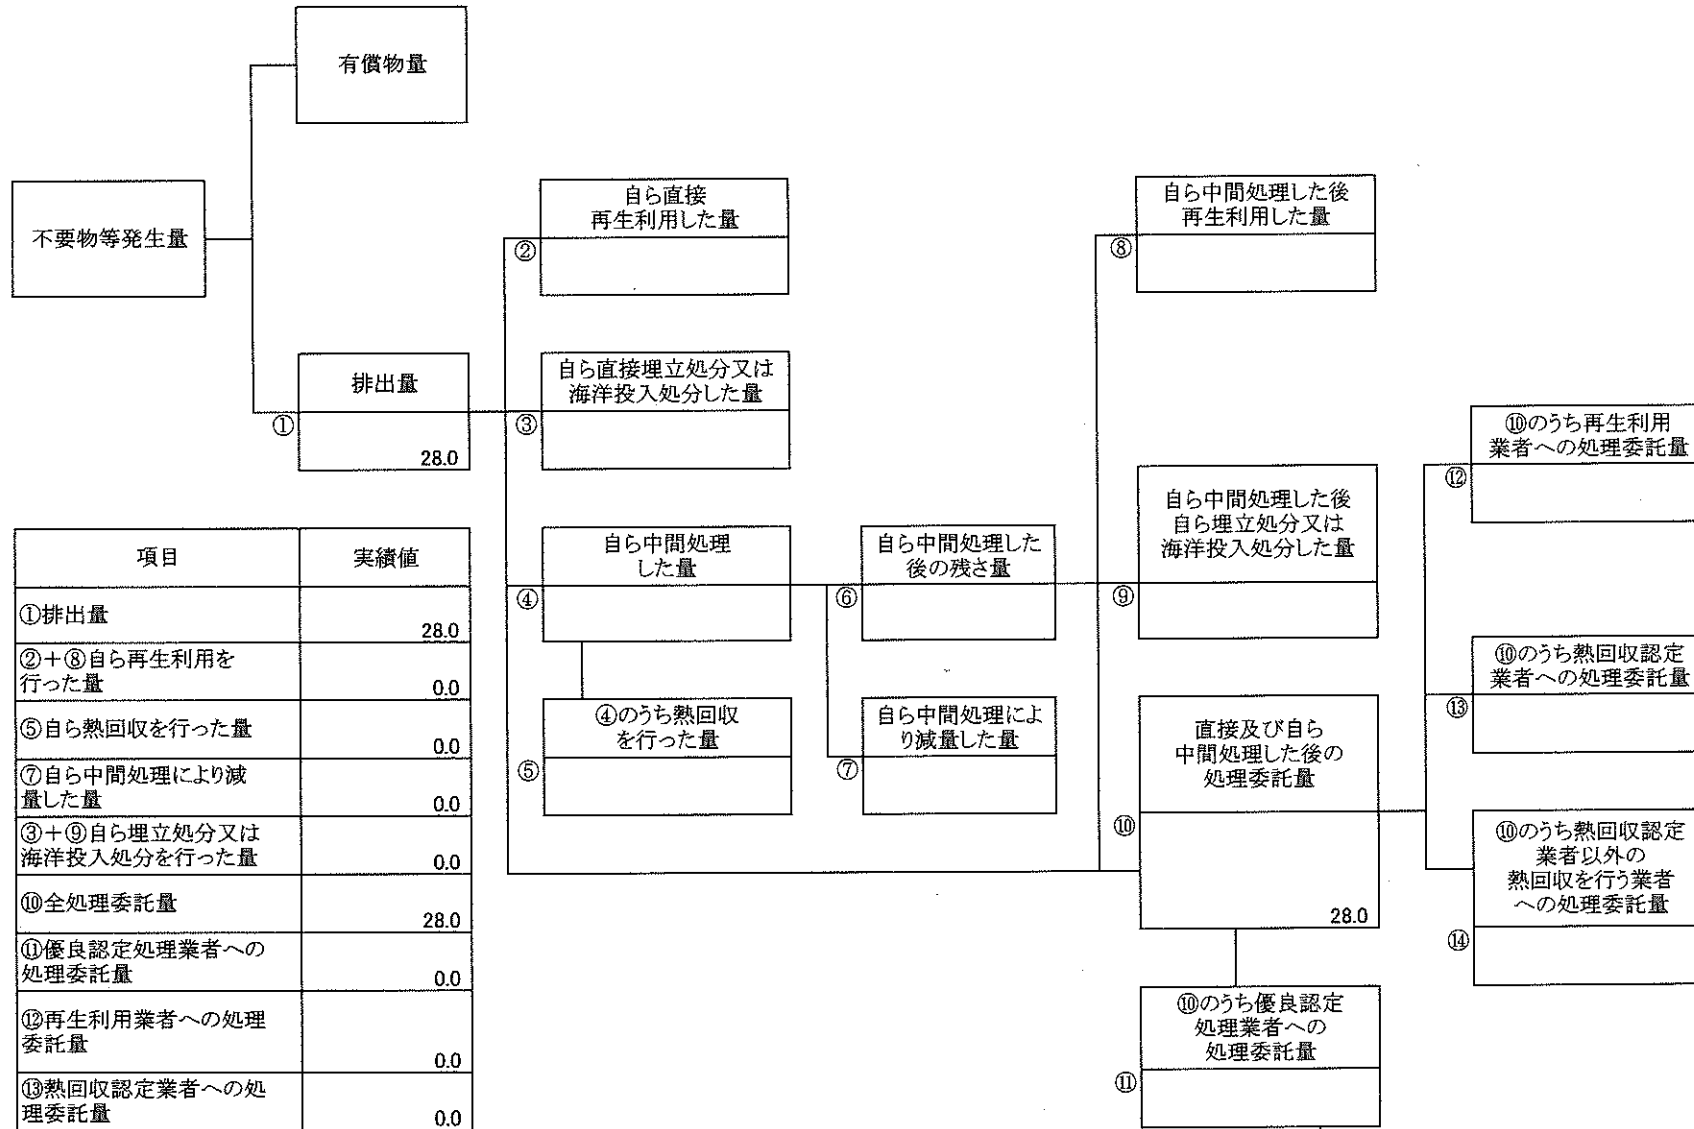 有償物量
不要物等発生量
自ら直接
再生利用した量
②
自ら中間処理した後
再生利用した量
⑧
排出量
①
28.0
自ら直接埋立処分又は
海洋投入処分した量
③
⑩のうち再生利用
業者への処理委託量
⑫
自ら中間処理
した量
④
自ら中間処理した
後の残さ量
⑥
自ら中間処理した後
自ら埋立処分又は
海洋投入処分した量
⑨
④のうち熱回収
を行った量
⑤
自ら中間処理によ
り減量した量
⑦
直接及び自ら
中間処理した後の
処理委託量
⑩
28.0
⑩のうち熱回収認定
業者への処理委託量
⑬
⑩のうち熱回収認定
業者以外の
熱回収を行う業者
への処理委託量
⑭
⑩のうち優良認定
処理業者への
処理委託量
⑪
項目 実績値
①排出量
28.0
②+⑧自ら再生利用を
行った量 0.0
⑤自ら熱回収を行った量
0.0
⑦自ら中間処理により減
量した量 0.0
③+⑨自ら埋立処分又は
海洋投入処分を行った量 0.0
⑩全処理委託量
28.0
⑪優良認定処理業者への
処理委託量 0.0
⑫再生利用業者への処理
委託量 0.0
⑬熱回収認定業者への処
理委託量 0.0